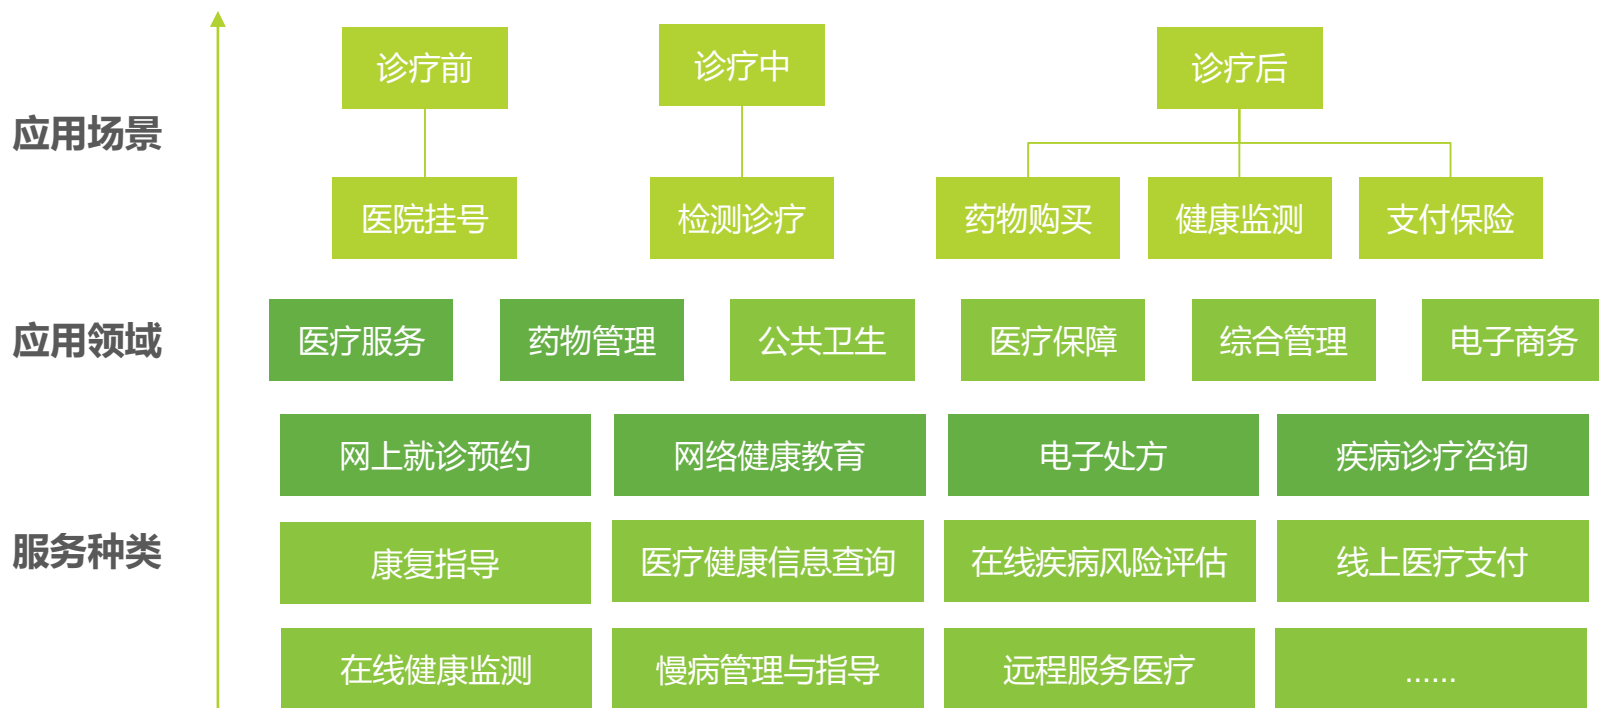 诊疗前
诊疗中
诊疗后
应用场景
医院挂号
检测诊疗
药物购买
健康监测
支付保险
应用领域
医疗服务
药物管理
公共卫生
医疗保障
综合管理
电子商务
网上就诊预约
网络健康教育
电子处方
疾病诊疗咨询
服务种类
康复指导
医疗健康信息查询
在线疾病风险评估
线上医疗支付
在线健康监测
慢病管理与指导
远程服务医疗
......